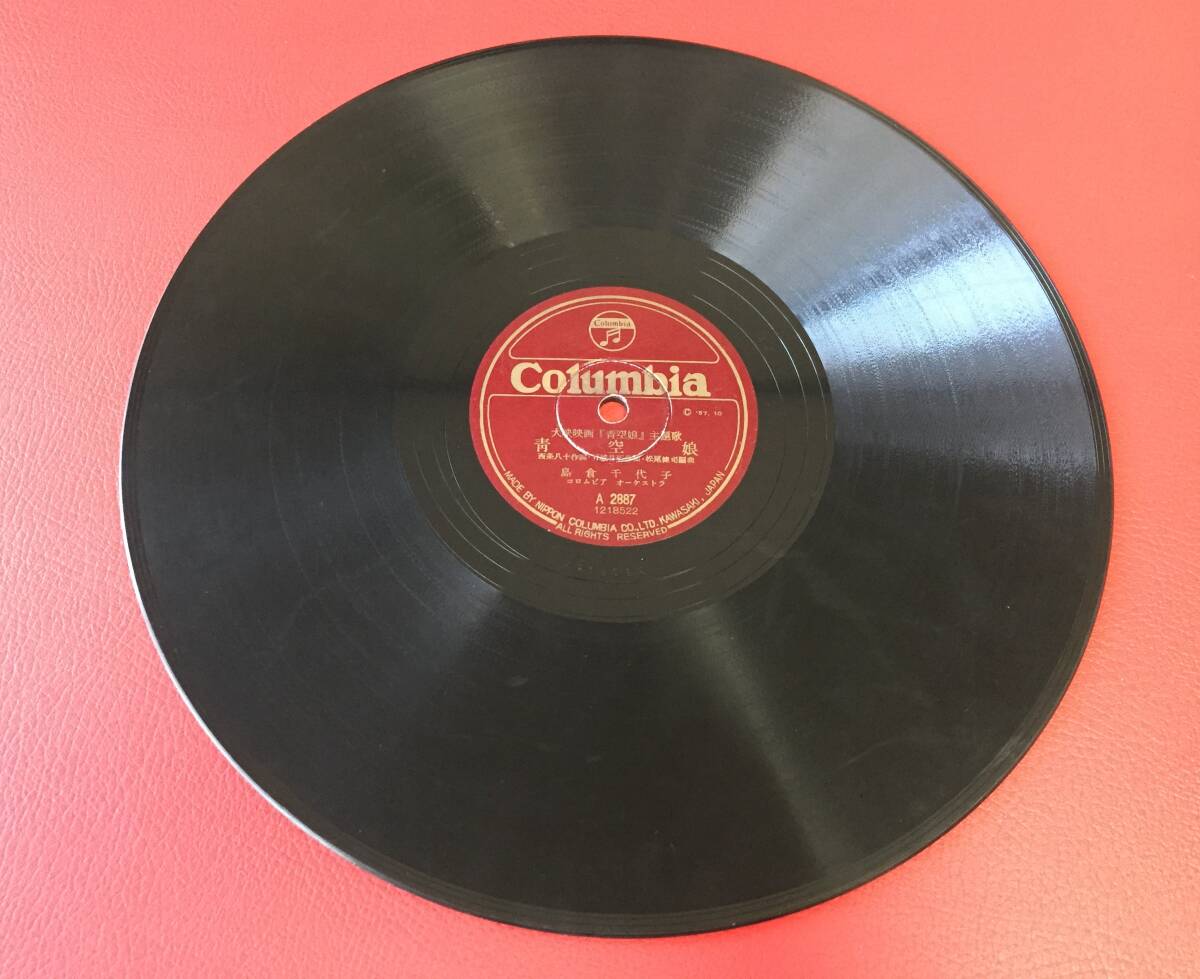 Columbia
Columbia
© '57, 10
大映映画『青空娘』主題歌
青空娘
西条八十作詞
島倉千代子
コロムビア オーケストラ
A 2887
1218522
MADE BY NIPPON COLUMBIA CO., LTD. KAWASAKI, JAPAN
ALL RIGHTS RESERVED